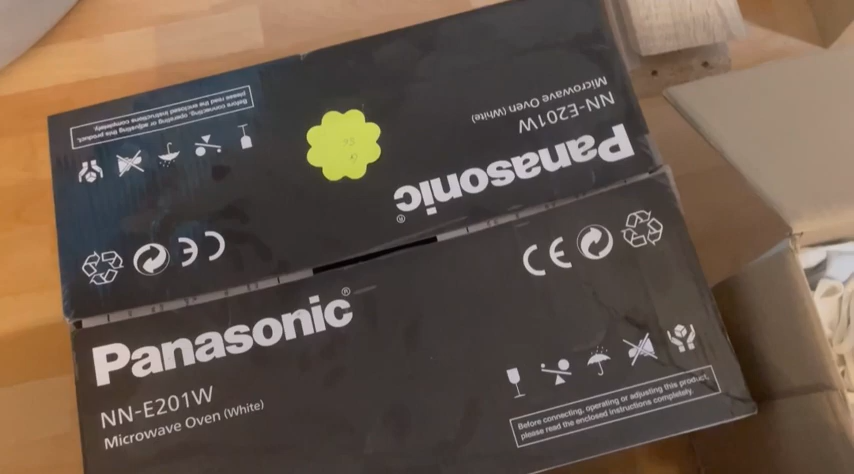 Before connecting, operating or adjusting this product,
please read the enclosed instructions completely.
Microwave Oven (White)
NN-E201W
Panasonic®
CE
CE
Panasonic®
NN-E201W
Microwave Oven (White)
Before connecting, operating or adjusting this product,
please read the enclosed instructions completely.